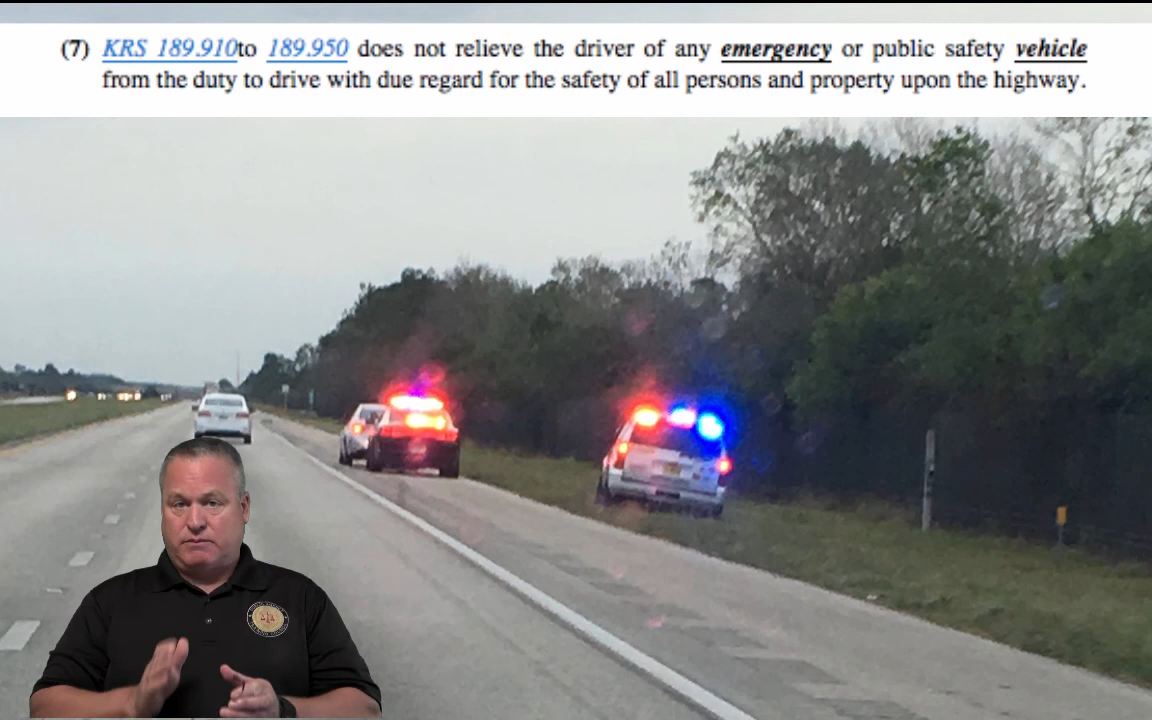 (7) KRS 189.910to 189.950 does not relieve the driver of any emergency or public safety vehicle
from the duty to drive with due regard for the safety of all persons and property upon the highway.